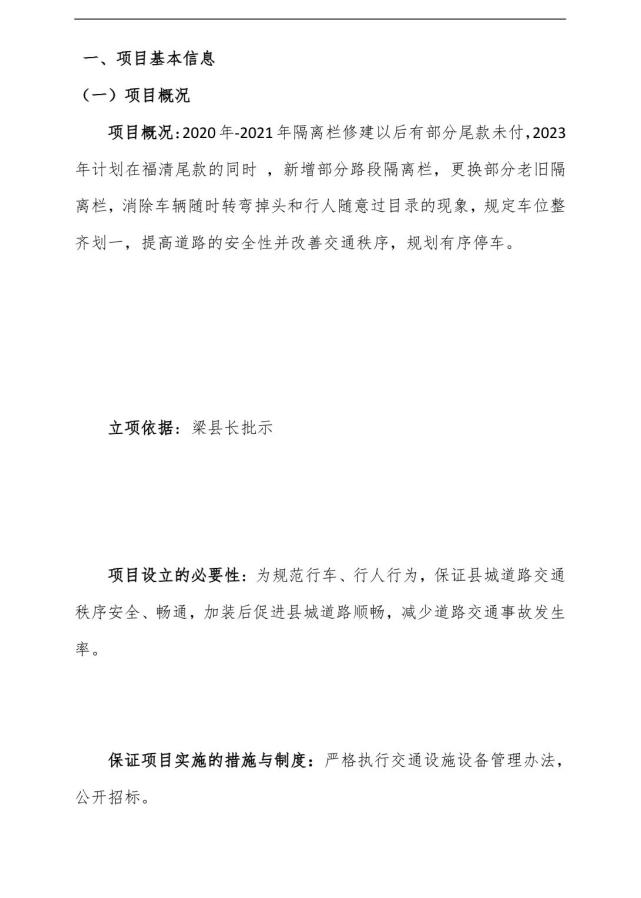 一、项目基本信息
（一）项目概况
项目概况：2020年-2021年隔离栏修建以后有部分尾款未付，2023
年计划在福清尾款的同时 ，新增部分路段隔离栏，更换部分老旧隔
离栏，消除车辆随时转弯掉头和行人随意过目录的现象，规定车位整
齐划一，提高道路的安全性并改善交通秩序，规划有序停车。
立项依据：梁县长批示
项目设立的必要性：为规范行车、行人行为，保证县城道路交通
秩序安全、畅通，加装后促进县城道路顺畅，减少道路交通事故发生
率。
保证项目实施的措施与制度：严格执行交通设施设备管理办法，
公开招标。